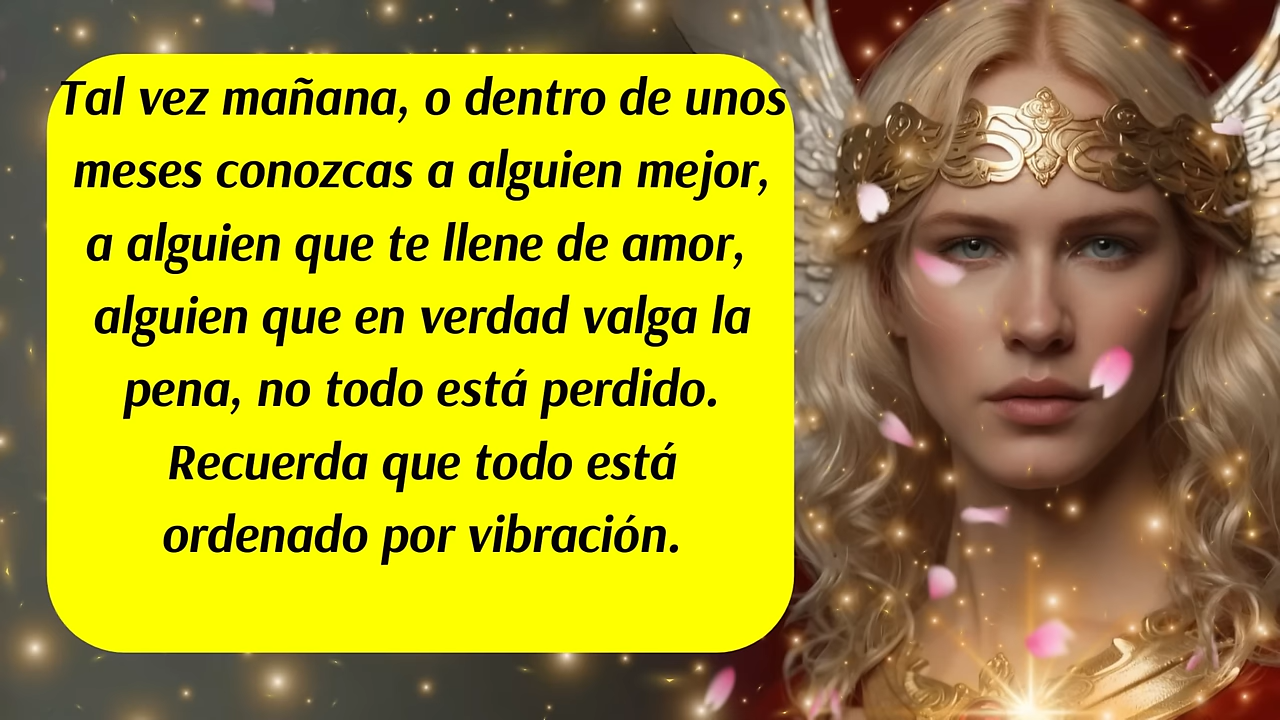 Tal vez mañana, o dentro de unos
meses conozcas a alguien mejor,
a alguien que te llene de amor,
alguien que en verdad valga la
pena, no todo está perdido.
Recuerda que todo está
ordenado por vibración.